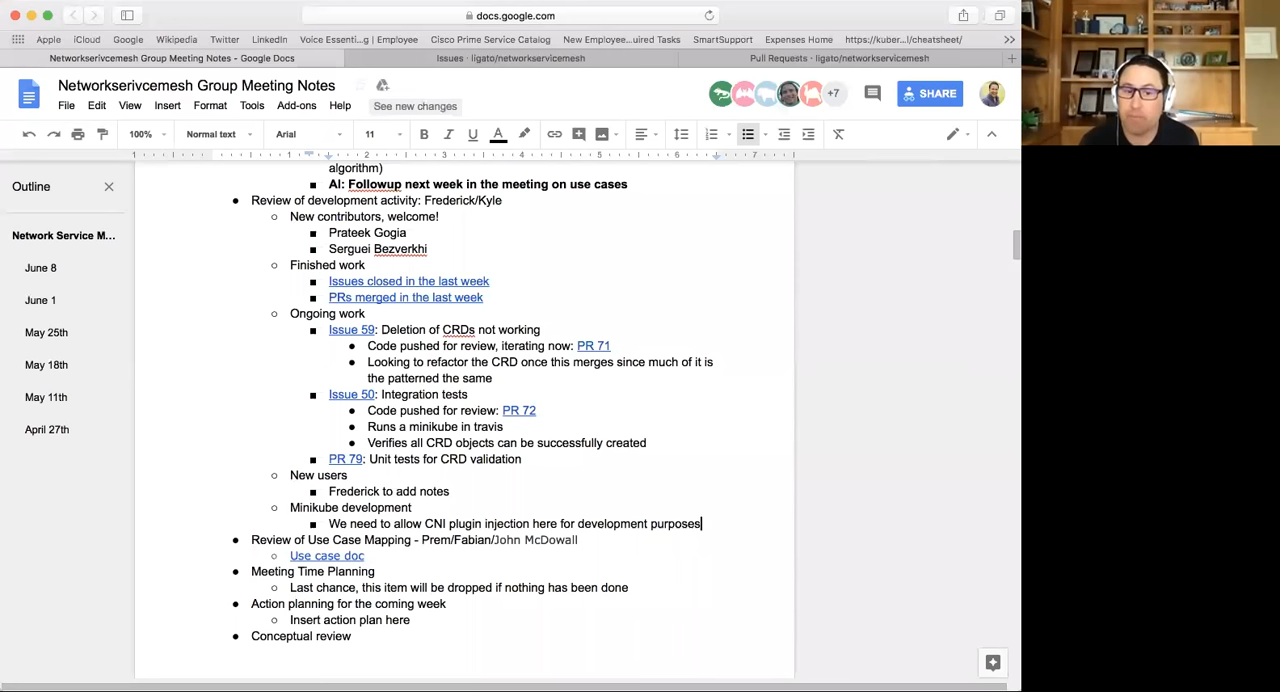 docs.google.com
Apple iCloud Google Wikipedia Twitter LinkedIn Voice Essenti...g | Employee Cisco Price Service Catalog New Employee...uired Tasks SmartSupport Expenses Home https://kuber...l/cheatsheet/
Networkserivcemesh Group Meeting Notes - Google Docs Issues · ligato/networkservicemesh Pull Requests · ligato/networkservicemesh
Networkserivcemesh Group Meeting Notes
File Edit View Insert Format Tools Add-ons Help See new changes
+7 SHARE
100% Normal text Arial 11 B I U A
1 1 2 3 4 5 6 7
Outline
Network Service M...
June 8
June 1
May 25th
May 18th
May 11th
April 27th
algorithm)
AI: Followup next week in the meeting on use cases
Review of development activity: Frederick/Kyle
New contributors, welcome!
Prateek Gogia
Serguei Bezverkhi
Finished work
Issues closed in the last week
PRs merged in the last week
Ongoing work
Issue 59: Deletion of CRDs not working
Code pushed for review, iterating now: PR 71
Looking to refactor the CRD once this merges since much of it is
the patterned the same
Issue 50: Integration tests
Code pushed for review: PR 72
Runs a minikube in travis
Verifies all CRD objects can be successfully created
PR 79: Unit tests for CRD validation
New users
Frederick to add notes
Minikube development
We need to allow CNI plugin injection here for development purposes
Review of Use Case Mapping - Prem/Fabian/John McDowall
Use case doc
Meeting Time Planning
Last chance, this item will be dropped if nothing has been done
Action planning for the coming week
Insert action plan here
Conceptual review